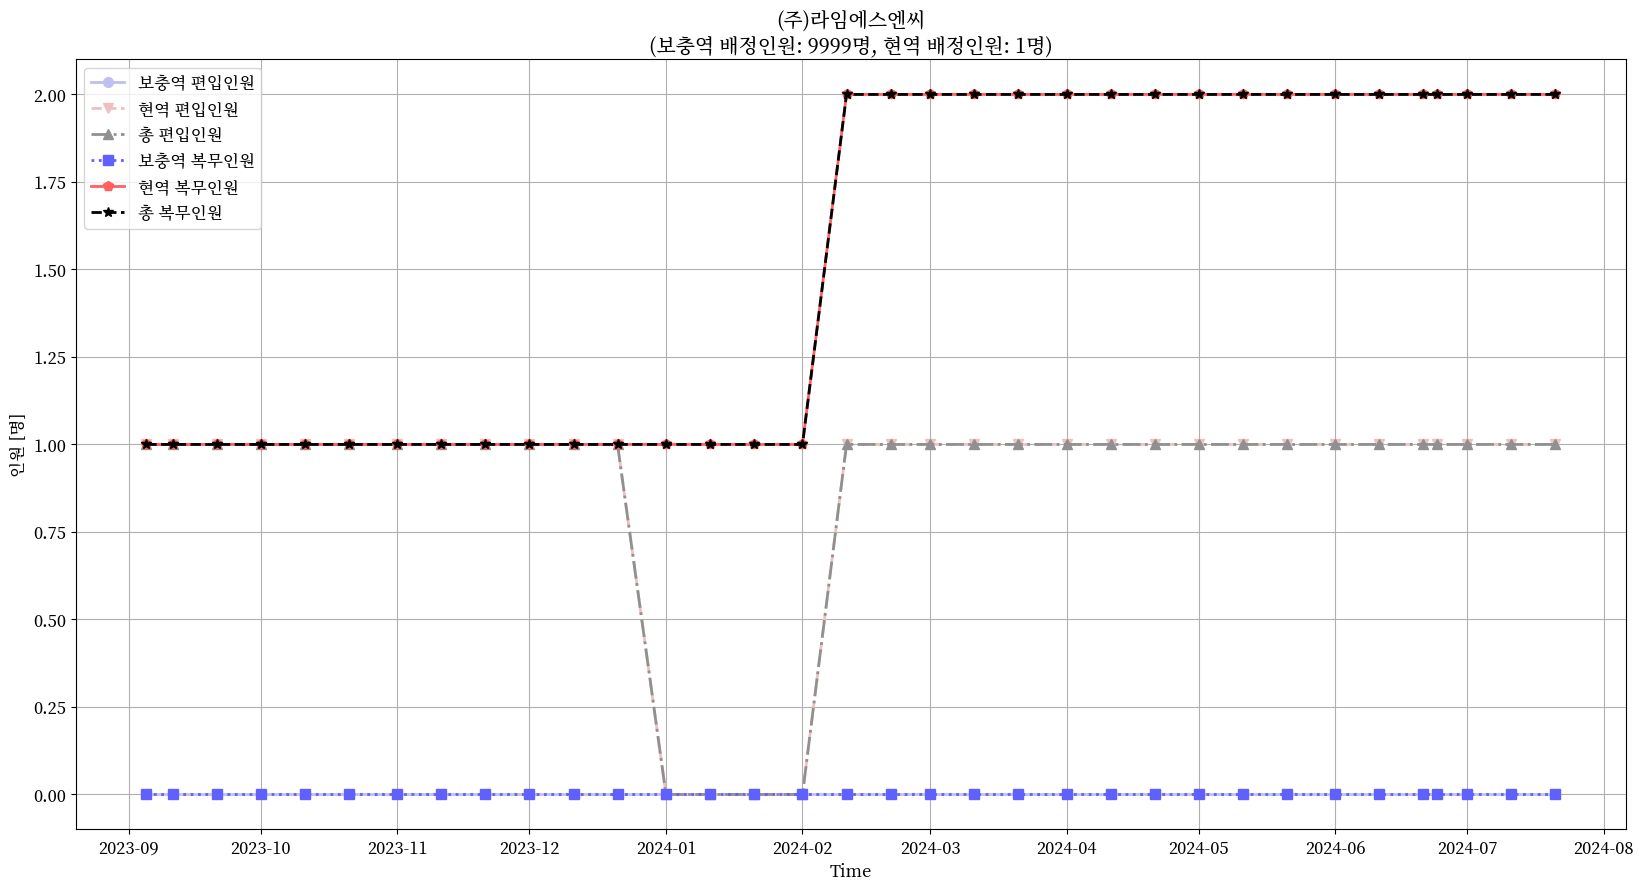 (주)라임에스엔씨
(보충역 배정인원: 9999명, 현역 배정인원: 1명)
보충역 편입인원
현역 편입인원
총 편입인원
보충역 복무인원
현역 복무인원
총 복무인원
2.00
1.75
1.50
1.25
1.00
0.75
0.50
0.25
0.00
인원 [명]
2023-09
2023-10
2023-11
2023-12
2024-01
2024-02
2024-03
2024-04
2024-05
2024-06
2024-07
2024-08
Time